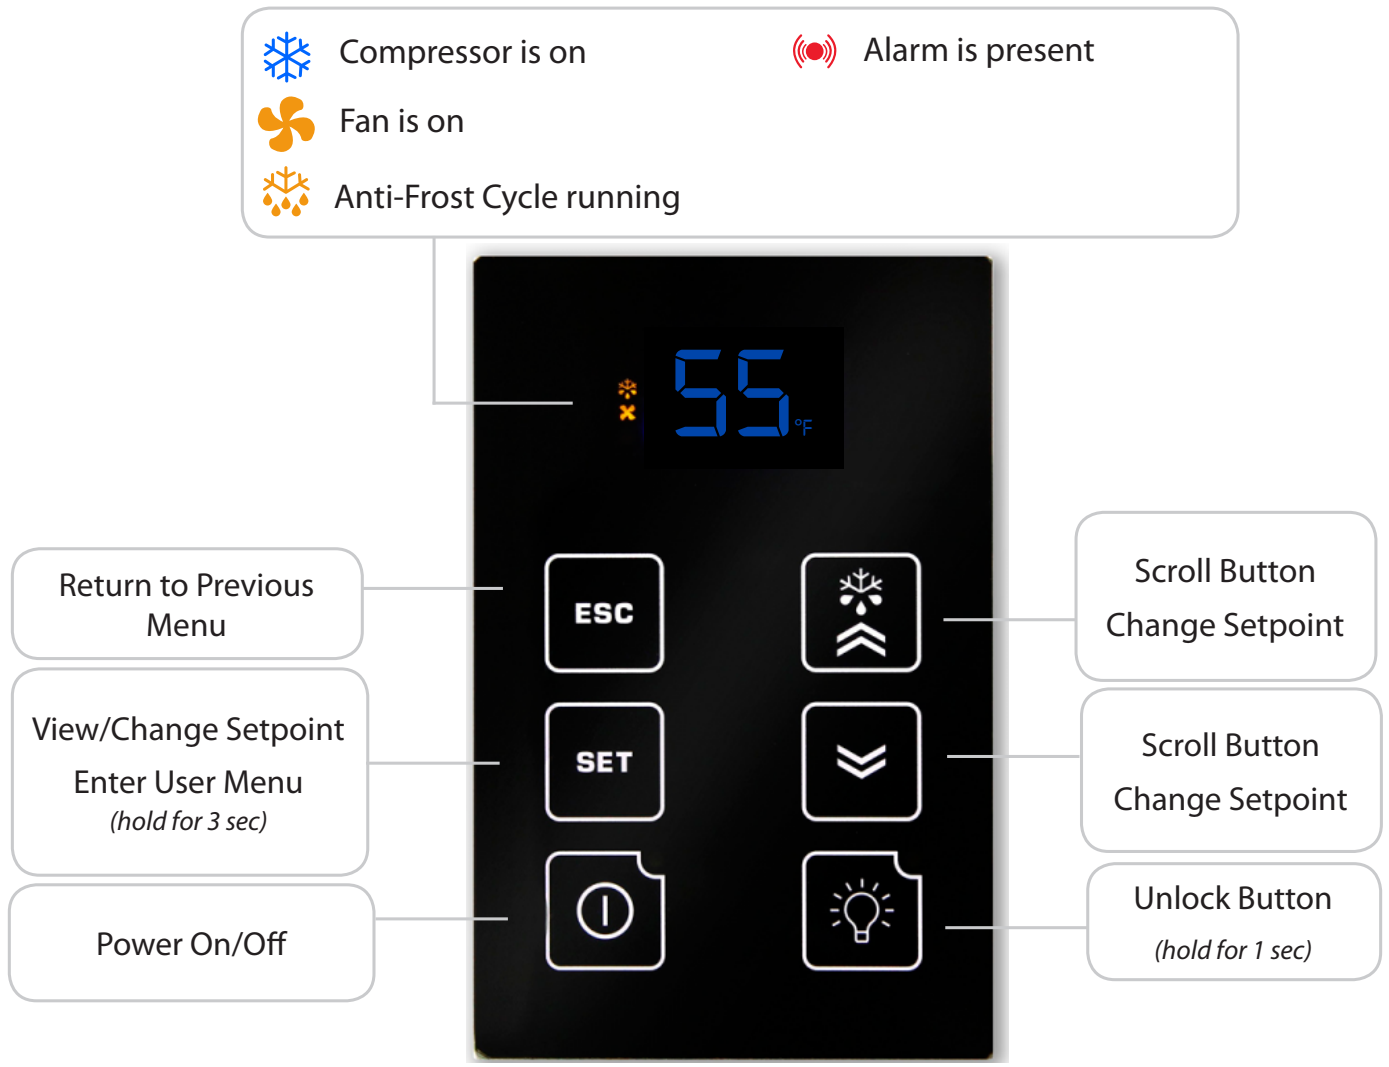 Compressor is on
Alarm is present
Fan is on
Anti-Frost Cycle running
55 °F
Return to Previous
Menu
ESC
Scroll Button
Change Setpoint
View/Change Setpoint
Enter User Menu
(hold for 3 sec)
SET
Scroll Button
Change Setpoint
Power On/Off
Unlock Button
(hold for 1 sec)